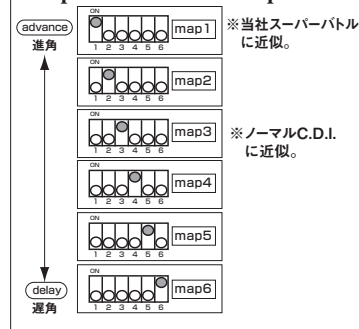 ON
advance
進角
map1
※当社スーパーバトル
に近似。
1 2 3 4 5 6
ON
map2
1 2 3 4 5 6
ON
map3
※ノーマルC.D.I.
に近似。
1 2 3 4 5 6
ON
map4
1 2 3 4 5 6
ON
map5
1 2 3 4 5 6
ON
map6
delay
遅角
1 2 3 4 5 6